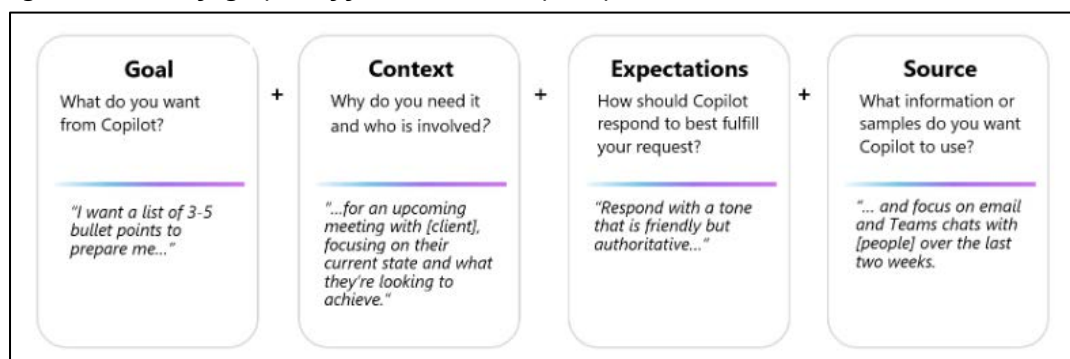 Goal
What do you want
from Copilot?
"I want a list of 3-5
bullet points to
prepare me…"
+
Context
Why do you need it
and who is involved?
"…for an upcoming
meeting with [client],
focusing on their
current state and what
they're looking to
achieve."
+
Expectations
How should Copilot
respond to best fulfill
your request?
"Respond with a tone
that is friendly but
authoritative…"
+
Source
What information or
samples do you want
Copilot to use?
"… and focus on email
and Teams chats with
[people] over the last
two weeks.